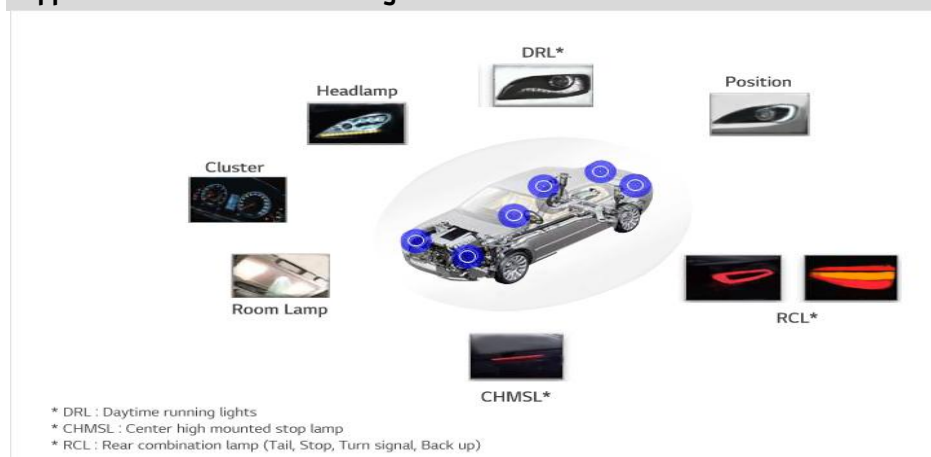 DRL*
Headlamp
Position
Cluster
Room Lamp
RCL*
CHMSL*
* DRL : Daytime running lights
* CHMSL : Center high mounted stop lamp
* RCL : Rear combination lamp (Tail, Stop, Turn signal, Back up)